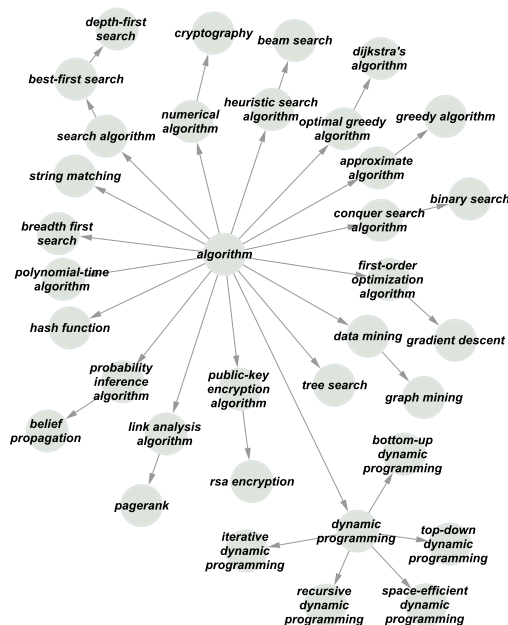 depth-first
search
cryptography
beam search
dijkstra's
algorithm
best-first search
heuristic search
algorithm
numerical
algorithm
optimal greedy
algorithm
greedy algorithm
search algorithm
approximate
algorithm
string matching
binary search
conquer search
algorithm
breadth first
search
algorithm
polynomial-time
algorithm
first-order
optimization
algorithm
hash function
data mining
gradient descent
probability
inference
algorithm
public-key
encryption
algorithm
tree search
graph mining
belief
propagation
link analysis
algorithm
bottom-up
dynamic
programming
rsa encryption
pagerank
dynamic
programming
top-down
dynamic
programming
iterative
dynamic
programming
recursive
dynamic
programming
space-efficient
dynamic
programming